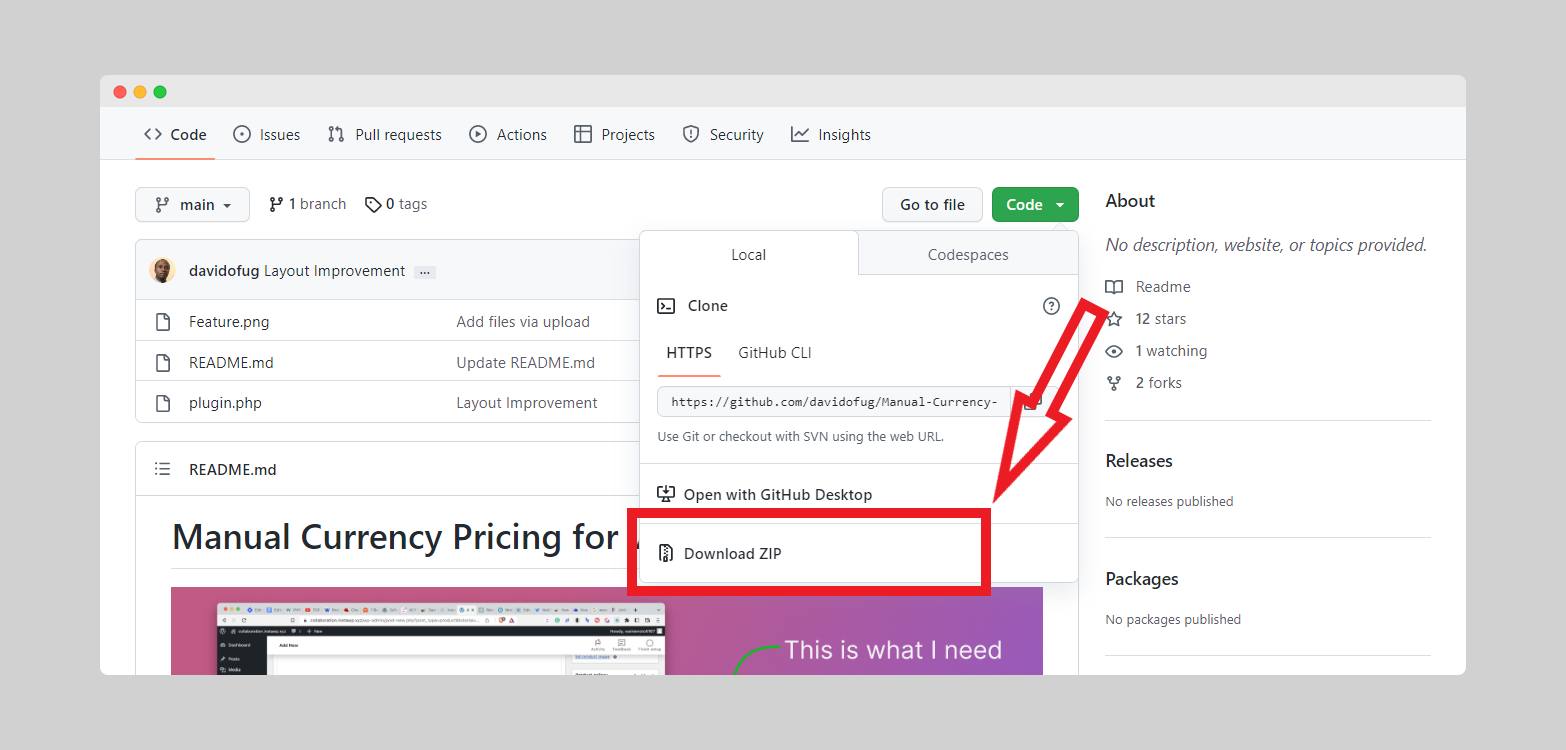 Code Issues Pull requests Actions Projects Security Insights
main 1 branch 0 tags Go to file Code
davidofug Layout Improvement ...
Feature.png Add files via upload
README.md Update README.md
plugin.php Layout Improvement
README.md
Manual Currency Pricing for
Local Codespaces
Clone
HTTPS GitHub CLI
https://github.com/davidofug/Manual-Currency-
Use Git or checkout with SVN using the web URL.
Open with GitHub Desktop
Download ZIP
This is what I need
Add New
Dashboard
Posts
Media
About
No description, website, or topics provided.
Readme
12 stars
1 watching
2 forks
Releases
No releases published
Packages
No packages published